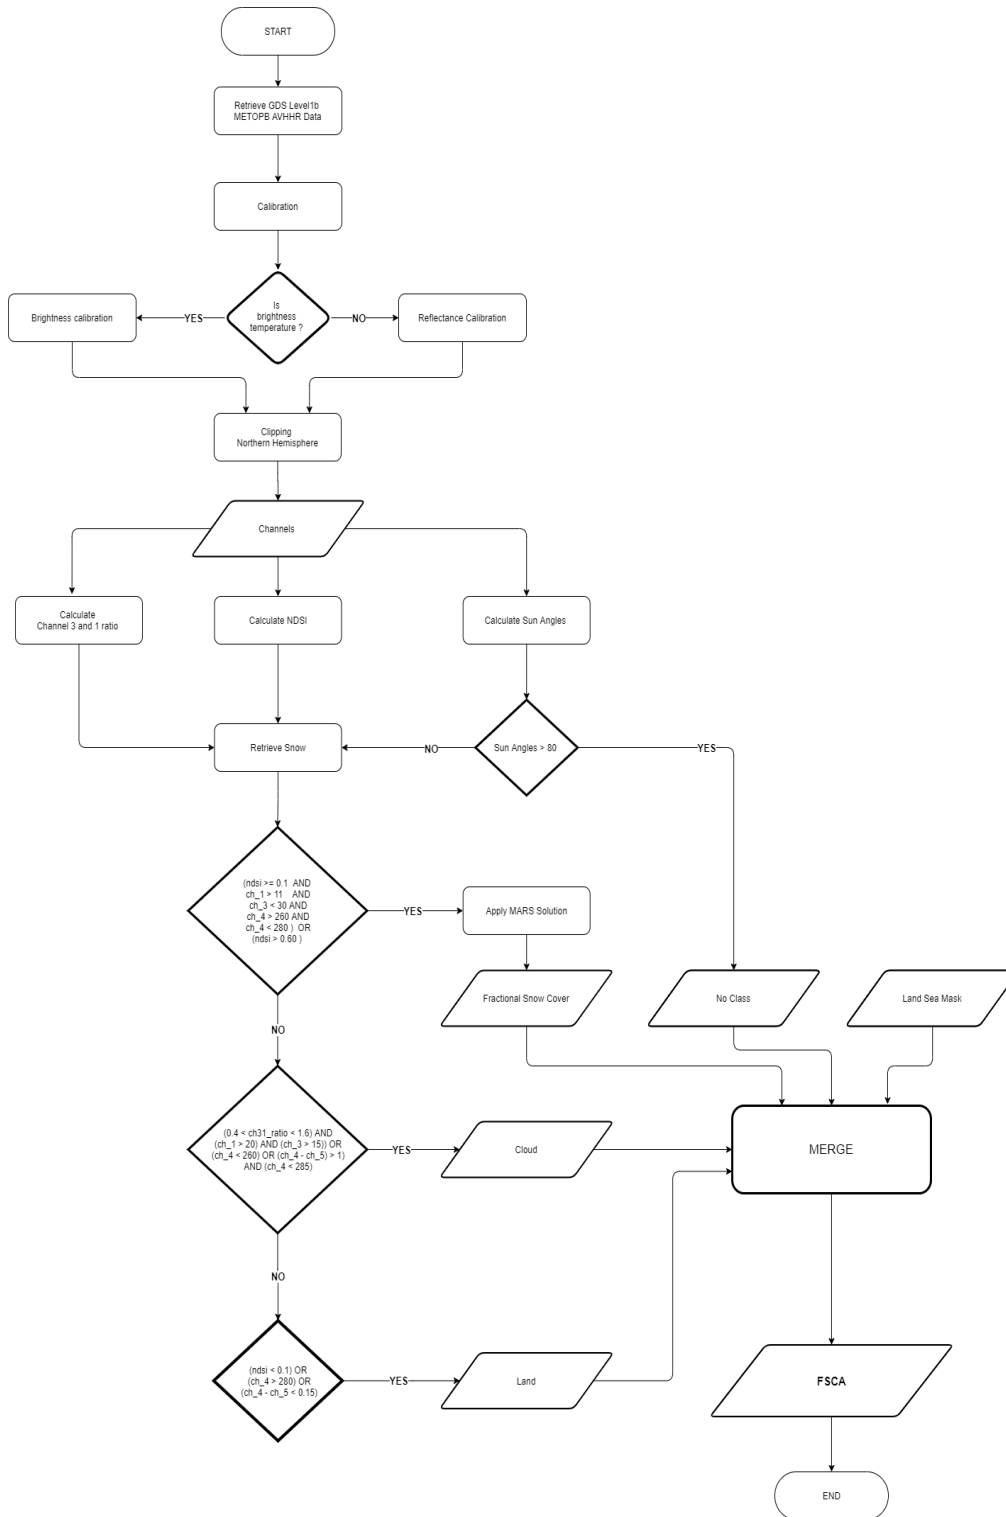 START
Retrieve GDS Level1b
METOPB AVHHR Data
Calibration
Is
brightness
temperature ?
YES
NO
Brightness calibration
Reflectance Calibration
Clipping
Northern Hemisphere
Channels
Calculate
Channel 3 and 1 ratio
Calculate NDSI
Calculate Sun Angles
Retrieve Snow
NO
Sun Angles > 80
YES
(ndsi >= 0.1 AND
ch_1 > 11 AND
ch_3 < 30 AND
ch_4 > 260 AND
ch_4 < 280 ) OR
(ndsi > 0.60 )
YES
Apply MARS Solution
Fractional Snow Cover
No Class
Land Sea Mask
NO
(0.4 < ch31_ratio < 1.6) AND
(ch_1 > 20) AND (ch_3 > 15)) OR
(ch_4 < 260) OR (ch_4 - ch_5) > 1)
AND (ch_4 < 285)
YES
Cloud
MERGE
NO
(ndsi < 0.1) OR
(ch_4 > 280) OR
(ch_4 - ch_5 < 0.15)
YES
Land
FSCA
END